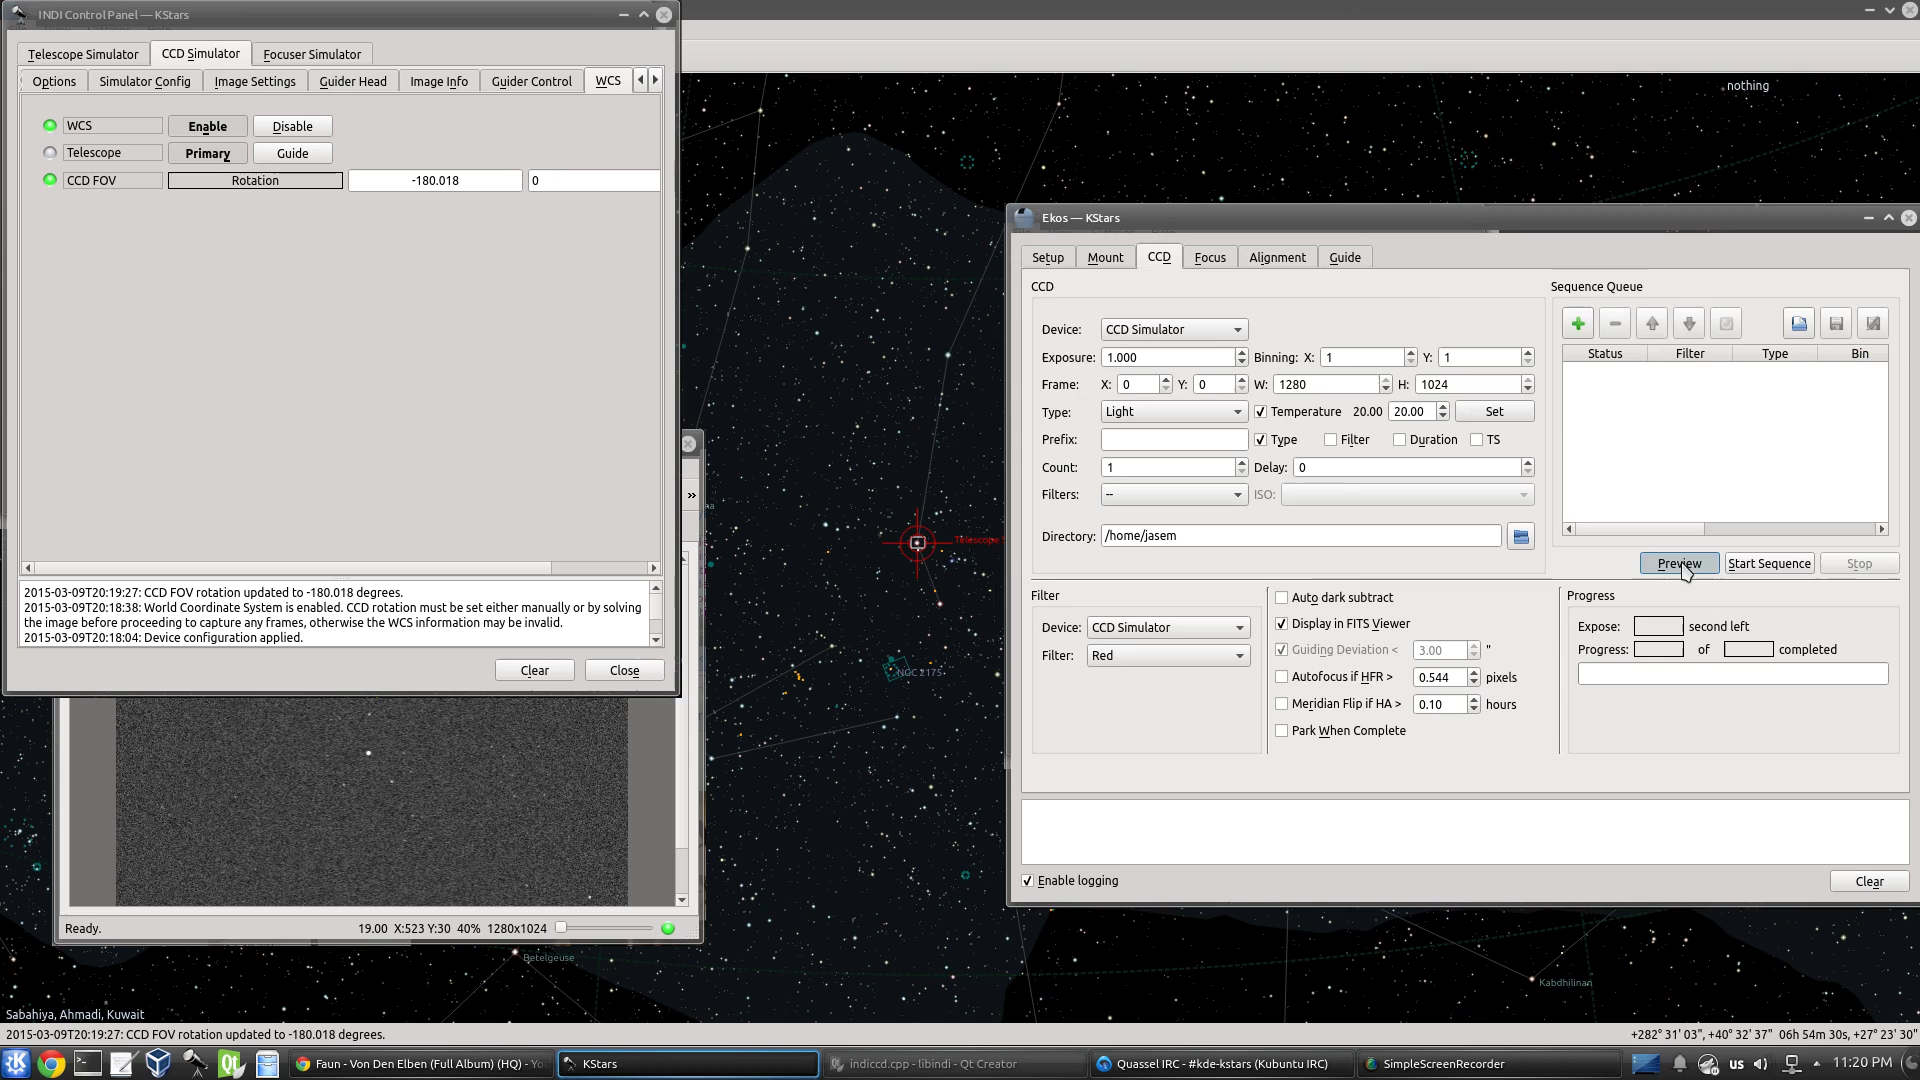 INDI Control Panel — KStars
Telescope Simulator CCD Simulator Focuser Simulator
Options Simulator Config Image Settings Guider Head Image Info Guider Control WCS
WCS Enable Disable
Telescope Primary Guide
CCD FOV Rotation -180.018 0
2015-03-09T20:19:27: CCD FOV rotation updated to -180.018 degrees.
2015-03-09T20:18:38: World Coordinate System is enabled. CCD rotation must be set either manually or by solving
the image before proceeding to capture any frames, otherwise the WCS information may be invalid.
2015-03-09T20:18:04: Device configuration applied.
Clear Close
»
Ready. 19.00 X:523 Y:30 40% 1280x1024
nothing
Telescope S
NGC 2175
Betelgeuse
Kabdhilinan
Ekos — KStars
Setup Mount CCD Focus Alignment Guide
CCD
Device: CCD Simulator
Exposure: 1.000 Binning: X: 1 Y: 1
Frame: X: 0 Y: 0 W: 1280 H: 1024
Type: Light Temperature 20.00 20.00 Set
Prefix: Type Filter Duration TS
Count: 1 Delay: 0
Filters: -- ISO:
Directory: /home/jasem
Sequence Queue
Status Filter Type Bin
Preview Start Sequence Stop
Filter
Device: CCD Simulator
Filter: Red
Auto dark subtract
Display in FITS Viewer
Guiding Deviation < 3.00 "
Autofocus if HFR > 0.544 pixels
Meridian Flip if HA > 0.10 hours
Park When Complete
Progress
Expose: second left
Progress: of completed
Enable logging Clear
Sabahiya, Ahmadi, Kuwait
2015-03-09T20:19:27: CCD FOV rotation updated to -180.018 degrees. +282° 31' 03", +40° 32' 37" 06h 54m 30s, +27° 23' 30"
Faun - Von Den Elben (Full Album) (HQ) - Yo KStars indiccd.cpp - libindi - Qt Creator Quassel IRC - #kde-kstars (Kubuntu IRC) SimpleScreenRecorder us 11:20 PM